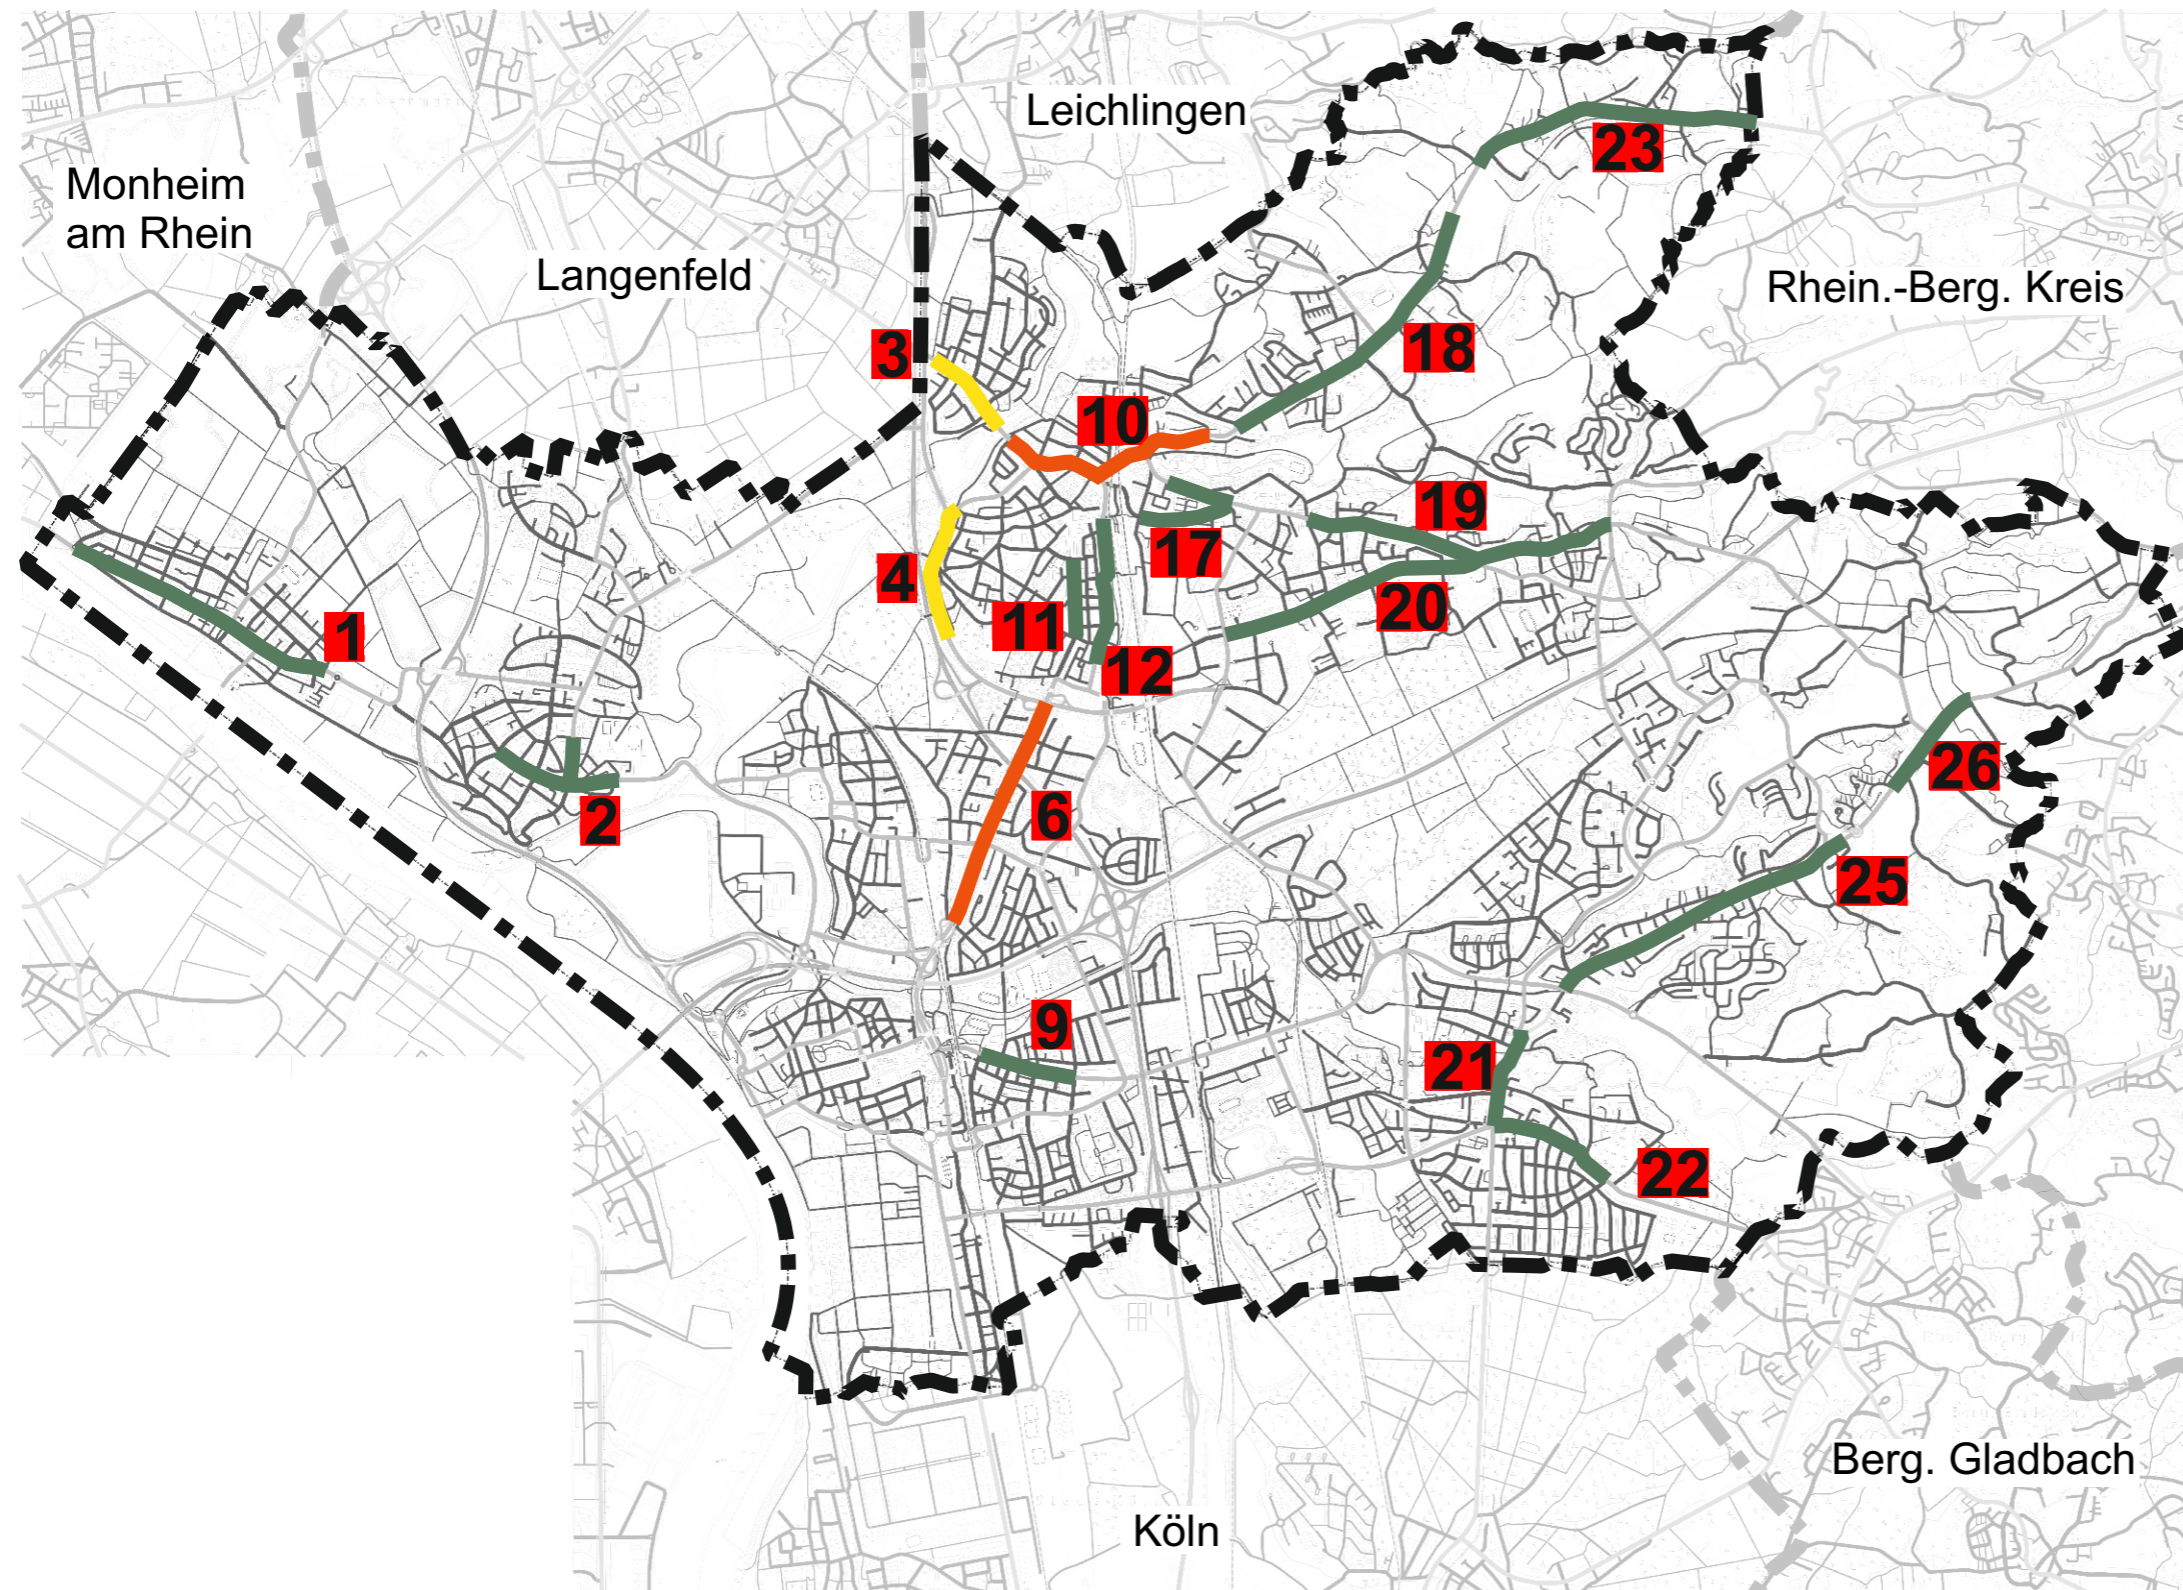 Leichlingen
23
Monheim
am Rhein
Langenfeld
Rhein.-Berg. Kreis
3
18
10
19
17
4
20
11
1
12
26
2
6
25
9
21
22
Berg. Gladbach
Köln